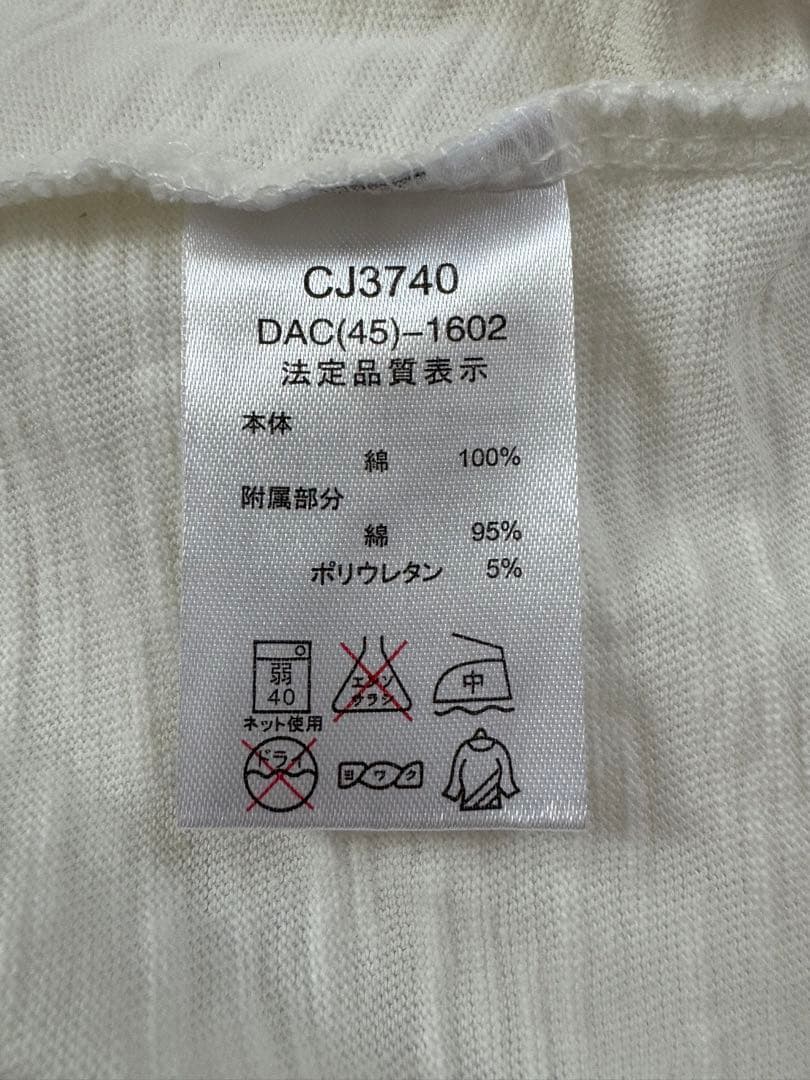 CJ3740
DAC(45)–1602
法定品質表示
本体
綿 100%
附属部分
綿 95%
ポリウレタン 5%
弱
40
ネット使用
エンソ
サラシ
中
ドライ
ヨワク